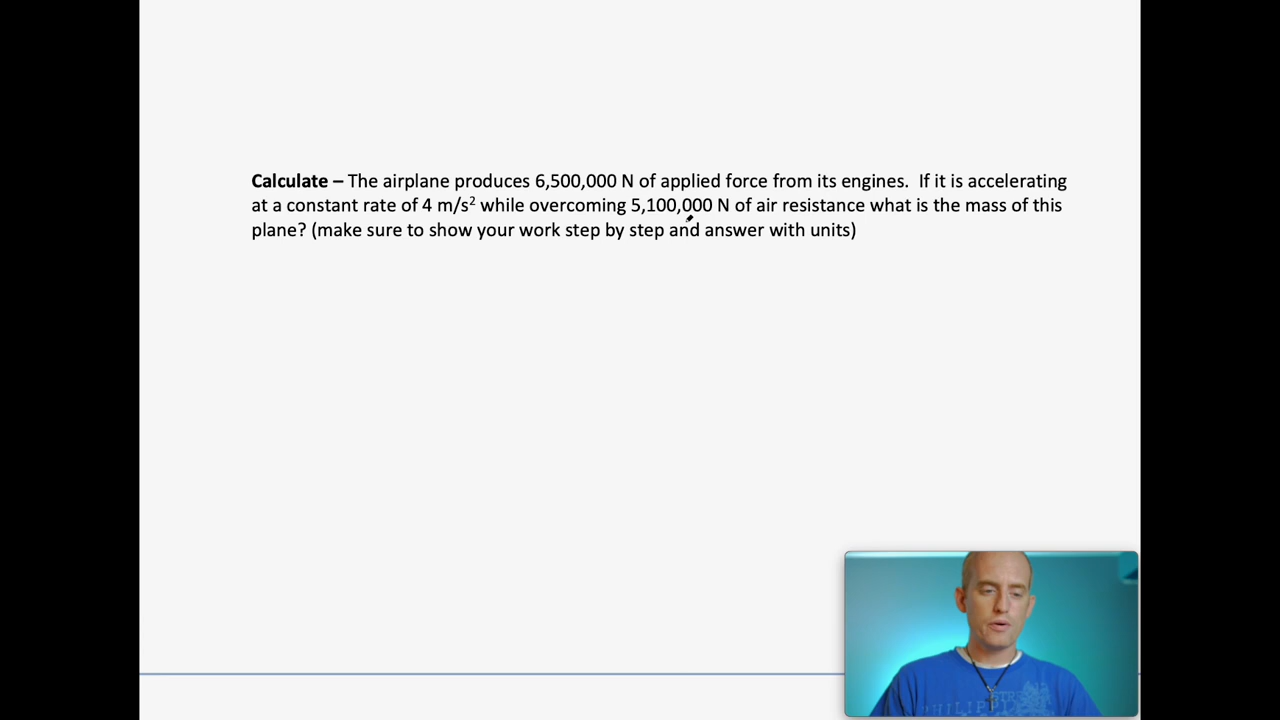 Calculate – The airplane produces 6,500,000 N of applied force from its engines.  If it is accelerating
at a constant rate of 4 m/s² while overcoming 5,100,000 N of air resistance what is the mass of this
plane? (make sure to show your work step by step and answer with units)